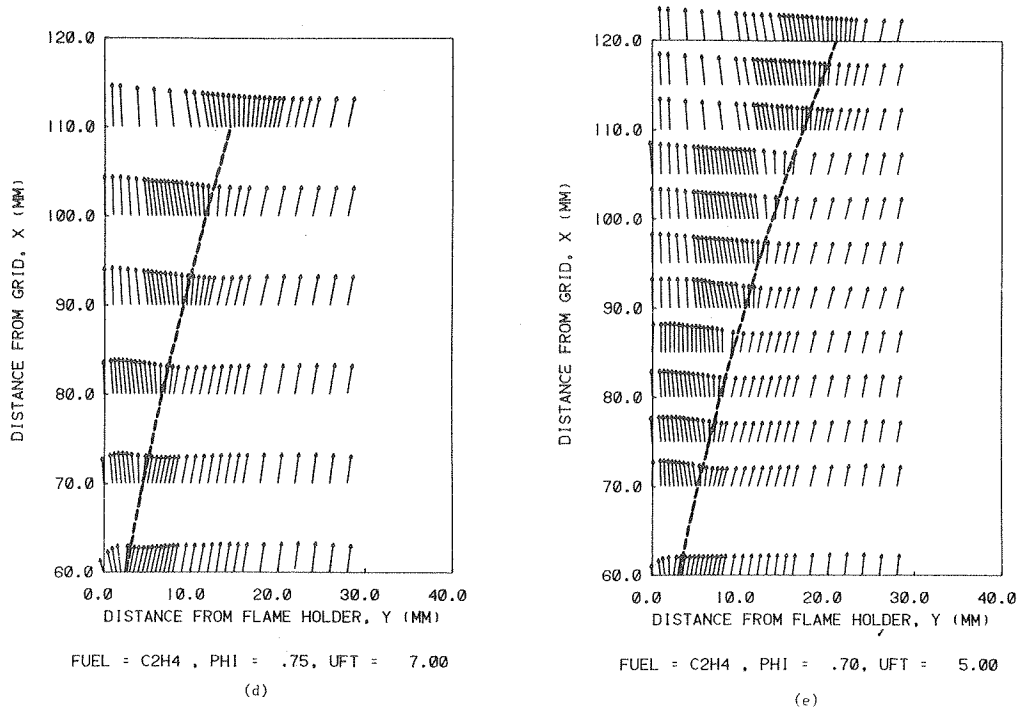 120.0
110.0
100.0
90.0
80.0
70.0
60.0
DISTANCE FROM GRID, X (MM)
0.0 10.0 20.0 30.0 40.0
DISTANCE FROM FLAME HOLDER, Y (MM)
FUEL = C2H4 , PHI = .75, UFT = 7.00
(d)
120.0
110.0
100.0
90.0
80.0
70.0
60.0
DISTANCE FROM GRID, X (MM)
0.0 10.0 20.0 30.0 40.0
DISTANCE FROM FLAME HOLDER, Y (MM)
FUEL = C2H4 , PHI = .70, UFT = 5.00
(e)